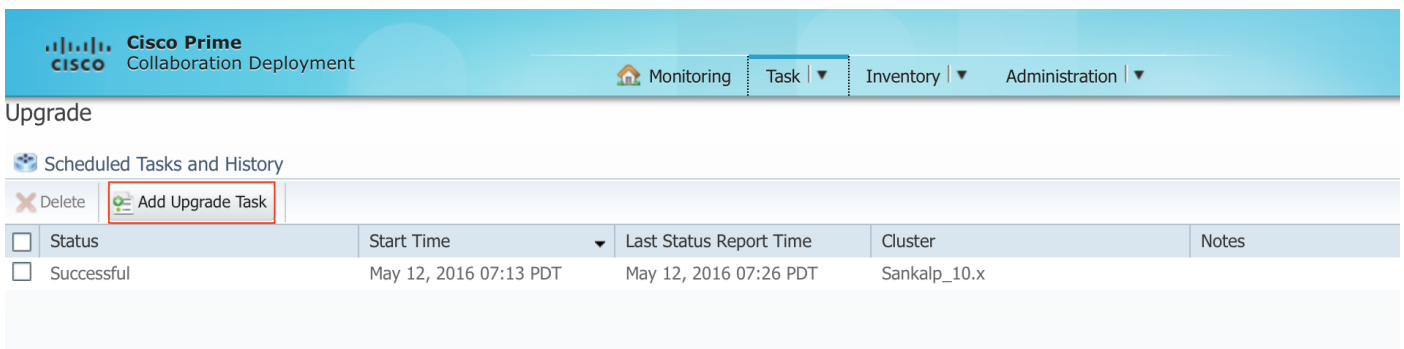 Cisco Prime
CISCO Collaboration Deployment
Monitoring Task Inventory Administration
Upgrade
Scheduled Tasks and History
Delete Add Upgrade Task
Status Start Time Last Status Report Time Cluster Notes
Successful May 12, 2016 07:13 PDT May 12, 2016 07:26 PDT Sankalp_10.x